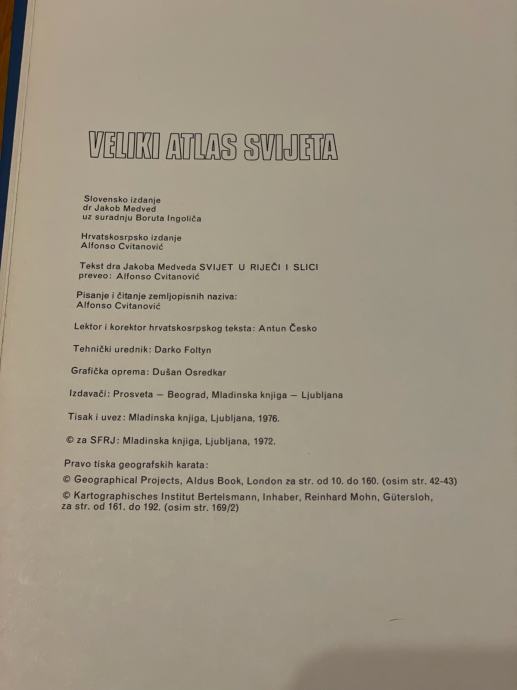 VELIKI ATLAS SVIJETA
Slovensko izdanje
dr Jakob Medved
uz suradnju Boruta Ingoliča
Hrvatskosrpsko izdanje
Alfonso Cvitanović
Tekst dra Jakoba Medveda SVIJET U RIJEČI I SLICI
preveo: Alfonso Cvitanović
Pisanje i čitanje zemljopisnih naziva:
Alfonso Cvitanović
Lektor i korektor hrvatskosrpskog teksta: Antun Česko
Tehnički urednik: Darko Foltyn
Grafička oprema: Dušan Osredkar
Izdavači: Prosveta — Beograd, Mladinska knjiga — Ljubljana
Tisak i uvez: Mladinska knjiga, Ljubljana, 1976.
© za SFRJ: Mladinska knjiga, Ljubljana, 1972.
Pravo tiska geografskih karata:
© Geographical Projects, Aldus Book, London za str. od 10. do 160. (osim str. 42-43)
© Kartographisches Institut Bertelsmann, Inhaber, Reinhard Mohn, Gütersloh,
za str. od 161. do 192. (osim str. 169/2)